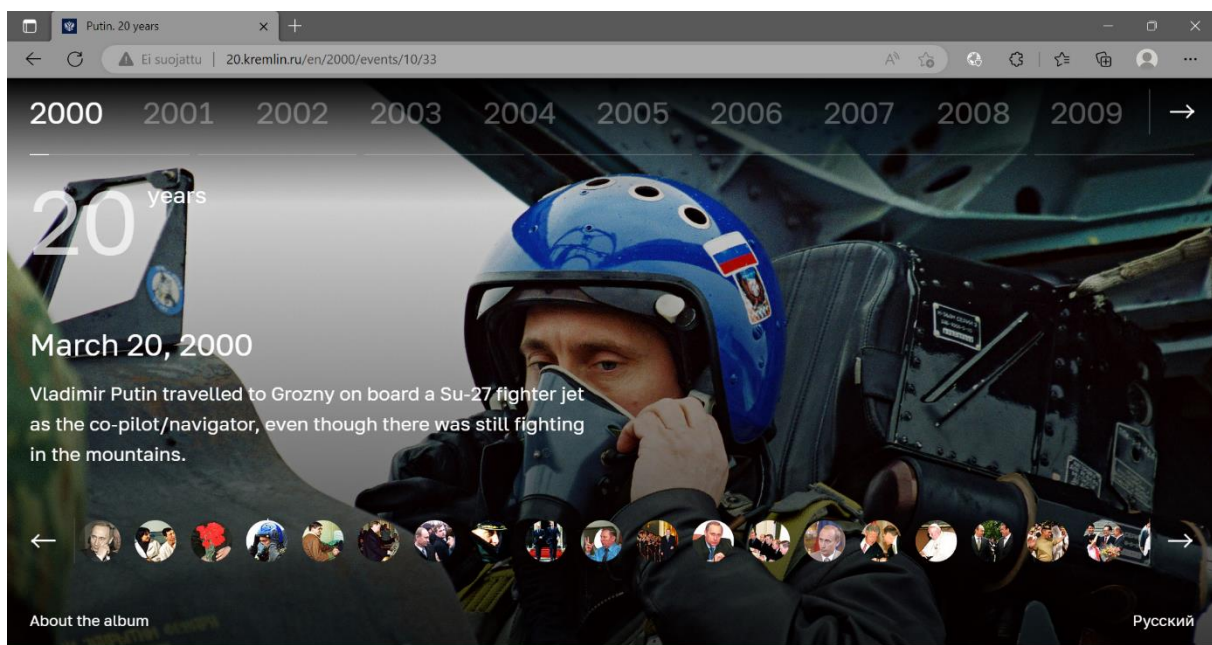 Putin. 20 years
Ei suojattu | 20.kremlin.ru/en/2000/events/10/33
2000 2001 2002 2003 2004 2005 2006 2007 2008 2009
20 years
March 20, 2000
Vladimir Putin travelled to Grozny on board a Su-27 fighter jet
as the co-pilot/navigator, even though there was still fighting
in the mountains.
About the album
Русский